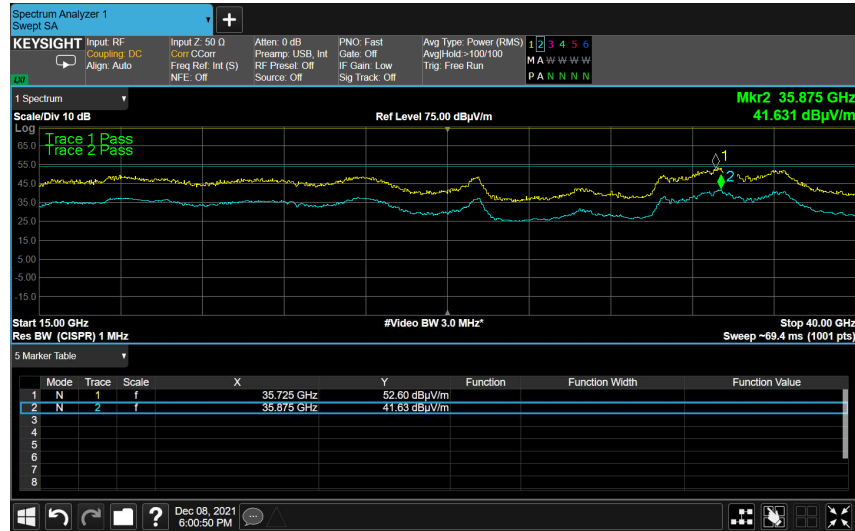 Spectrum Analyzer 1
Swept SA
+
KEYSIGHT
Input: RF
Coupling: DC
Align: Auto
Input Z: 50 Ω
Corr CCorr
Freq Ref: Int (S)
NFE: Off
Atten: 0 dB
Preamp: USB, Int
RF Presel: Off
Source: Off
PNO: Fast
Gate: Off
IF Gain: Low
Sig Track: Off
Avg Type: Power (RMS)
Avg|Hold:>100/100
Trig: Free Run
1 2 3 4 5 6
M A W W W W
P A N N N N
LXI
1 Spectrum
Mkr2 35.875 GHz
Scale/Div 10 dB
Ref Level 75.00 dBµV/m
41.631 dBµV/m
Log
Trace 1 Pass
Trace 2 Pass
65.0
55.0
45.0
35.0
25.0
15.0
5.00
-5.00
-15.0
1
2
Start 15.00 GHz
#Video BW 3.0 MHz*
Stop 40.00 GHz
Res BW (CISPR) 1 MHz
Sweep ~69.4 ms (1001 pts)
5 Marker Table
Mode Trace Scale X Y Function Function Width Function Value
1 N 1 f 35.725 GHz 52.60 dBµV/m
2 N 2 f 35.875 GHz 41.63 dBµV/m
3
4
5
6
7
8
?
Dec 08, 2021
6:00:50 PM